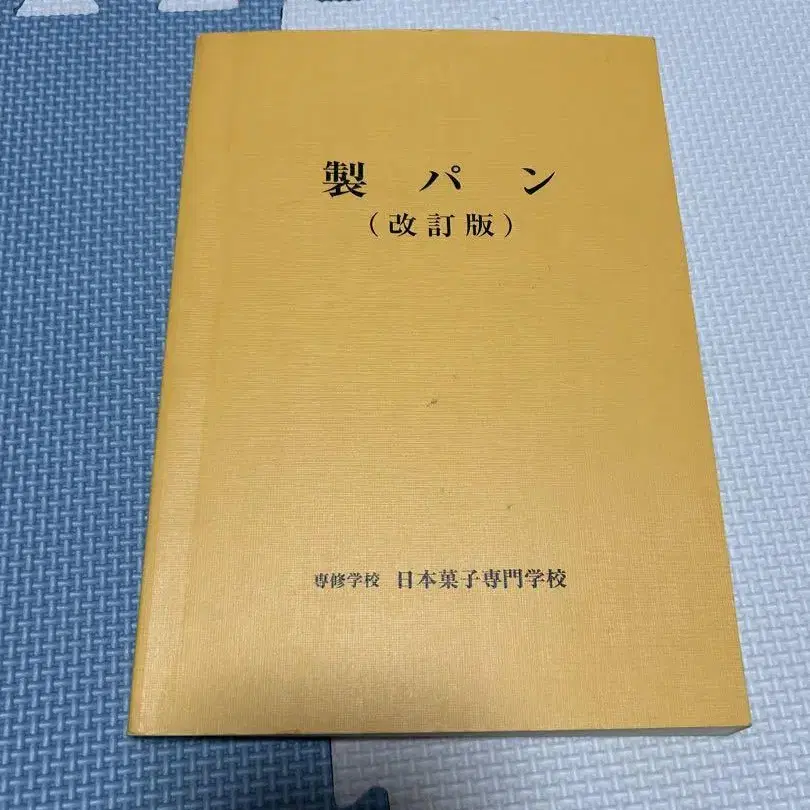 製パン
（改訂版）
専修学校 日本菓子専門学校